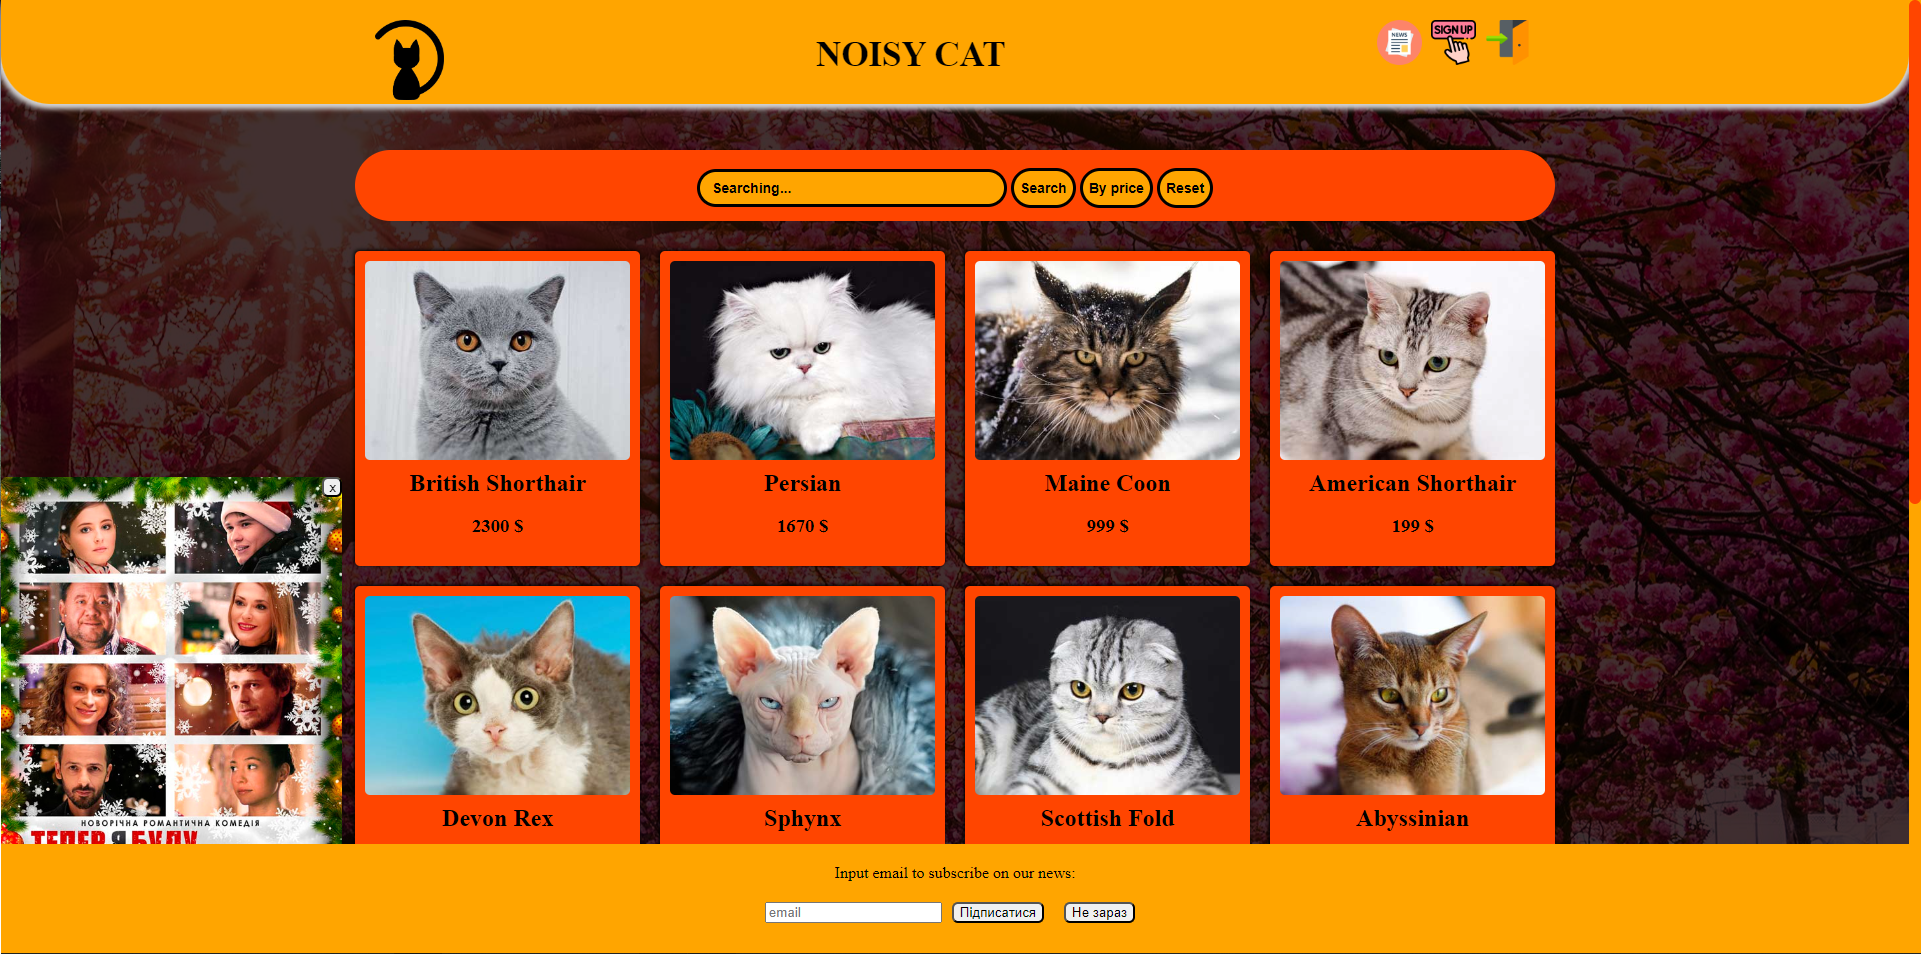 NOISY CAT
NEWS
SIGN UP
Searching...
Search
By price
Reset
British Shorthair
2300 $
Persian
1670 $
Maine Coon
999 $
American Shorthair
199 $
x
НОВОРІЧНА РОМАНТИЧНА КОМЕДІЯ
ТЕПЕР Я БУДУ
Devon Rex
Sphynx
Scottish Fold
Abyssinian
Input email to subscribe on our news:
email
Підписатися
Не зараз